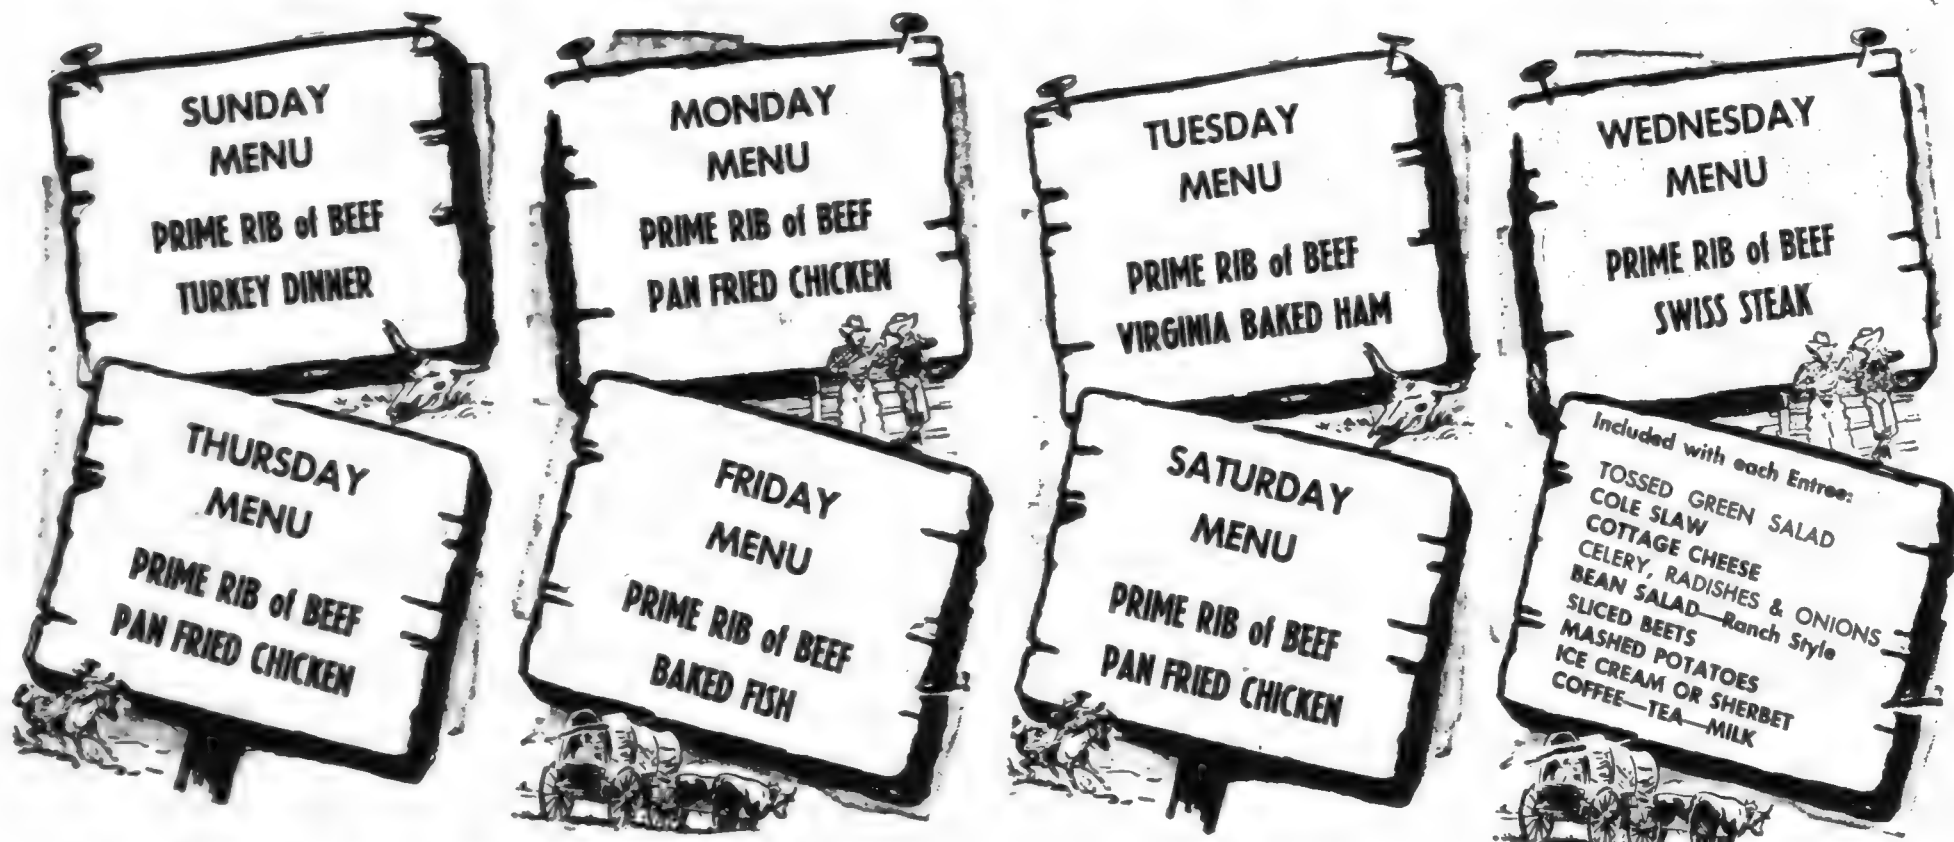 SUNDAY
MENU
PRIME RIB of BEEF
TURKEY DINNER
MONDAY
MENU
PRIME RIB of BEEF
PAN FRIED CHICKEN
TUESDAY
MENU
PRIME RIB of BEEF
VIRGINIA BAKED HAM
WEDNESDAY
MENU
PRIME RIB of BEEF
SWISS STEAK
THURSDAY
MENU
PRIME RIB of BEEF
PAN FRIED CHICKEN
FRIDAY
MENU
PRIME RIB of BEEF
BAKED FISH
SATURDAY
MENU
PRIME RIB of BEEF
PAN FRIED CHICKEN
Included with each Entree:
TOSSED GREEN SALAD
COLE SLAW
COTTAGE CHEESE
CELERY, RADISHES & ONIONS
BEAN SALAD—Ranch Style
SLICED BEETS
MASHED POTATOES
ICE CREAM OR SHERBET
COFFEE—TEA—MILK